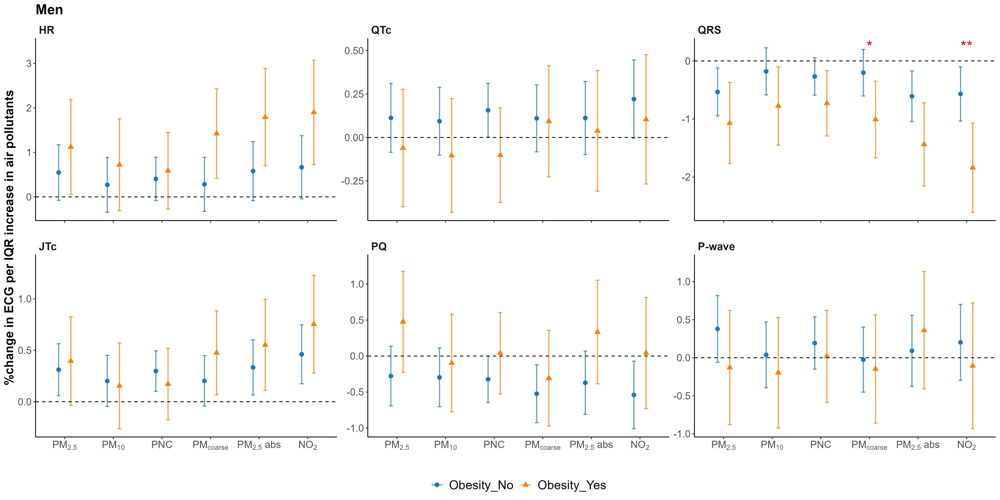 Men
%change in ECG per IQR increase in air pollutants
HR
3
2
1
0
QTc
0.50
0.25
0.00
-0.25
QRS
* **
0
-1
-2
JTc
1.0
0.5
0.0
PM2.5 PM10 PNC PMcoarse PM2.5 abs NO2
PQ
1.0
0.5
0.0
-0.5
-1.0
PM2.5 PM10 PNC PMcoarse PM2.5 abs NO2
P-wave
1.0
0.5
0.0
-0.5
-1.0
PM2.5 PM10 PNC PMcoarse PM2.5 abs NO2
Obesity_No Obesity_Yes